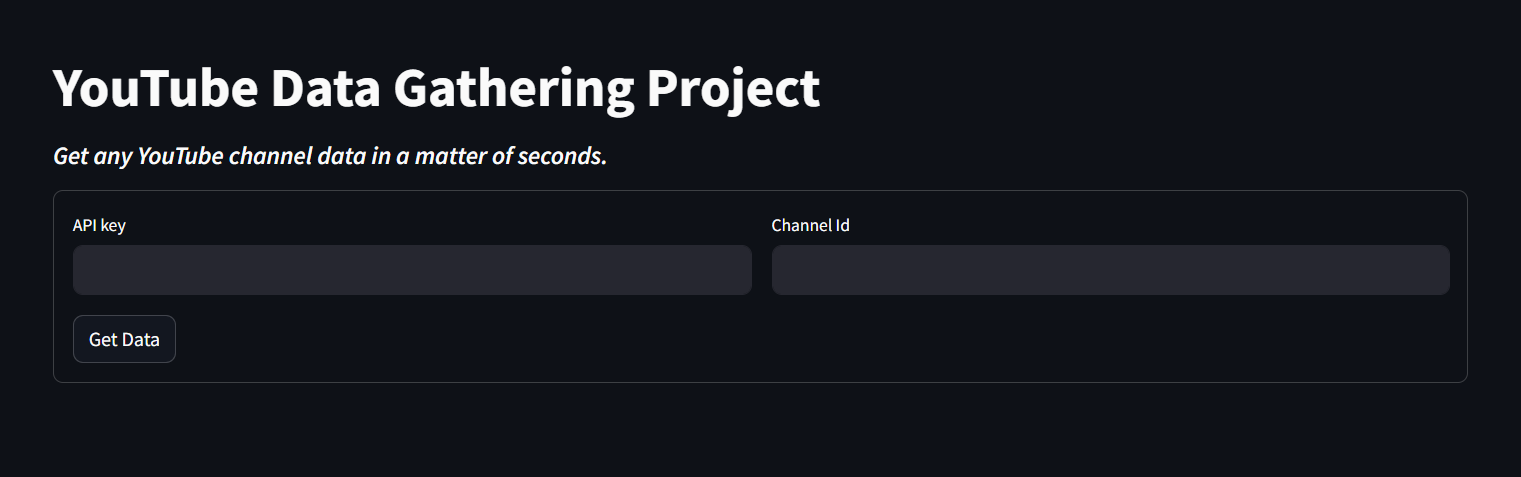 YouTube Data Gathering Project
Get any YouTube channel data in a matter of seconds.
API key
Channel Id
Get Data